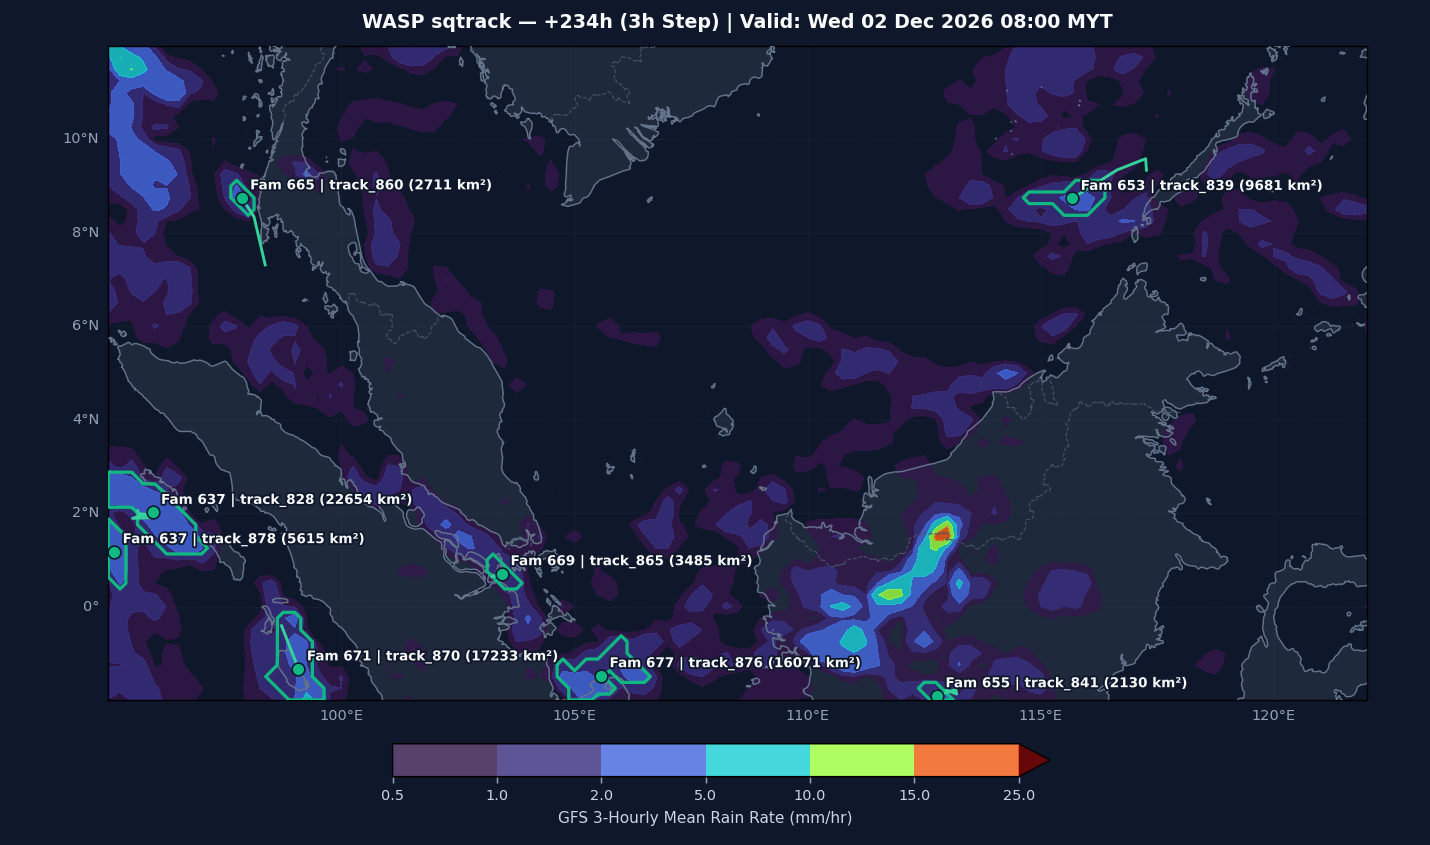 WASP sqtrack — +234h (3h Step) | Valid: Wed 02 Dec 2026 08:00 MYT
10°N
8°N
6°N
4°N
2°N
0°
Fam 665 | track_860 (2711 km²)
Fam 653 | track_839 (9681 km²)
Fam 637 | track_828 (22654 km²)
Fam 637 | track_878 (5615 km²)
Fam 669 | track_865 (3485 km²)
Fam 671 | track_870 (17233 km²)
Fam 677 | track_876 (16071 km²)
Fam 655 | track_841 (2130 km²)
100°E 105°E 110°E 115°E 120°E
0.5 1.0 2.0 5.0 10.0 15.0 25.0
GFS 3-Hourly Mean Rain Rate (mm/hr)